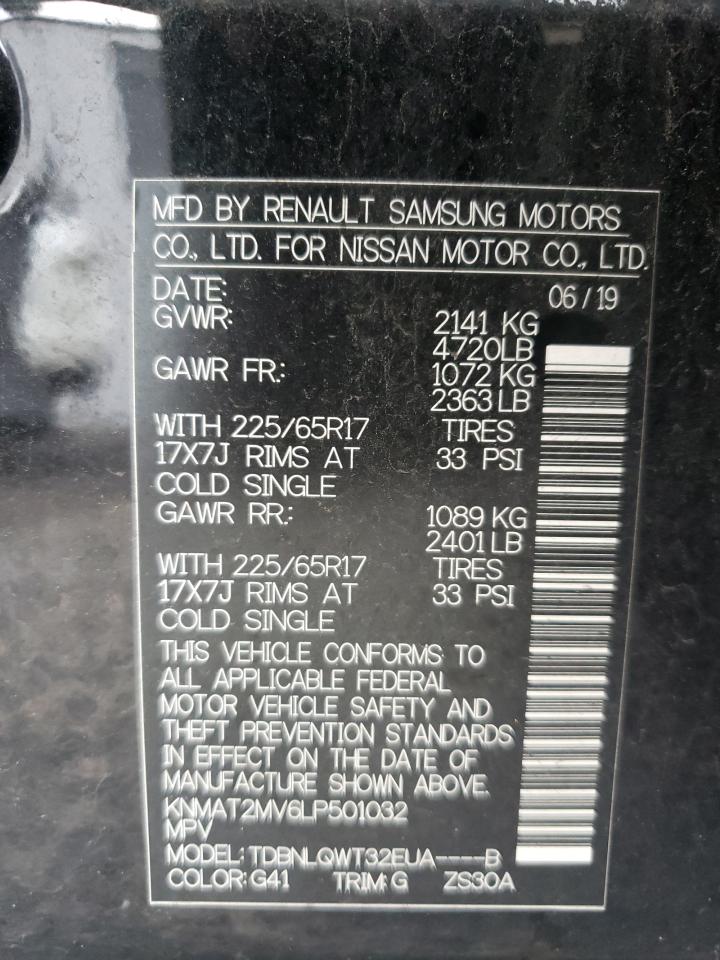 MFD BY RENAULT SAMSUNG MOTORS
CO., LTD. FOR NISSAN MOTOR CO., LTD.
DATE: 06/19
GVWR: 2141 KG
4720LB
GAWR FR.: 1072 KG
2363 LB
WITH 225/65R17 TIRES
17X7J RIMS AT 33 PSI
COLD SINGLE
GAWR RR.: 1089 KG
2401 LB
WITH 225/65R17 TIRES
17X7J RIMS AT 33 PSI
COLD SINGLE
THIS VEHICLE CONFORMS TO
ALL APPLICABLE FEDERAL
MOTOR VEHICLE SAFETY AND
THEFT PREVENTION STANDARDS
IN EFFECT ON THE DATE OF
MANUFACTURE SHOWN ABOVE.
KNMAT2MV6LP501032
MPV
MODEL: TDBNLQWT32EUA----B
COLOR: G41 TRIM: G ZS30A